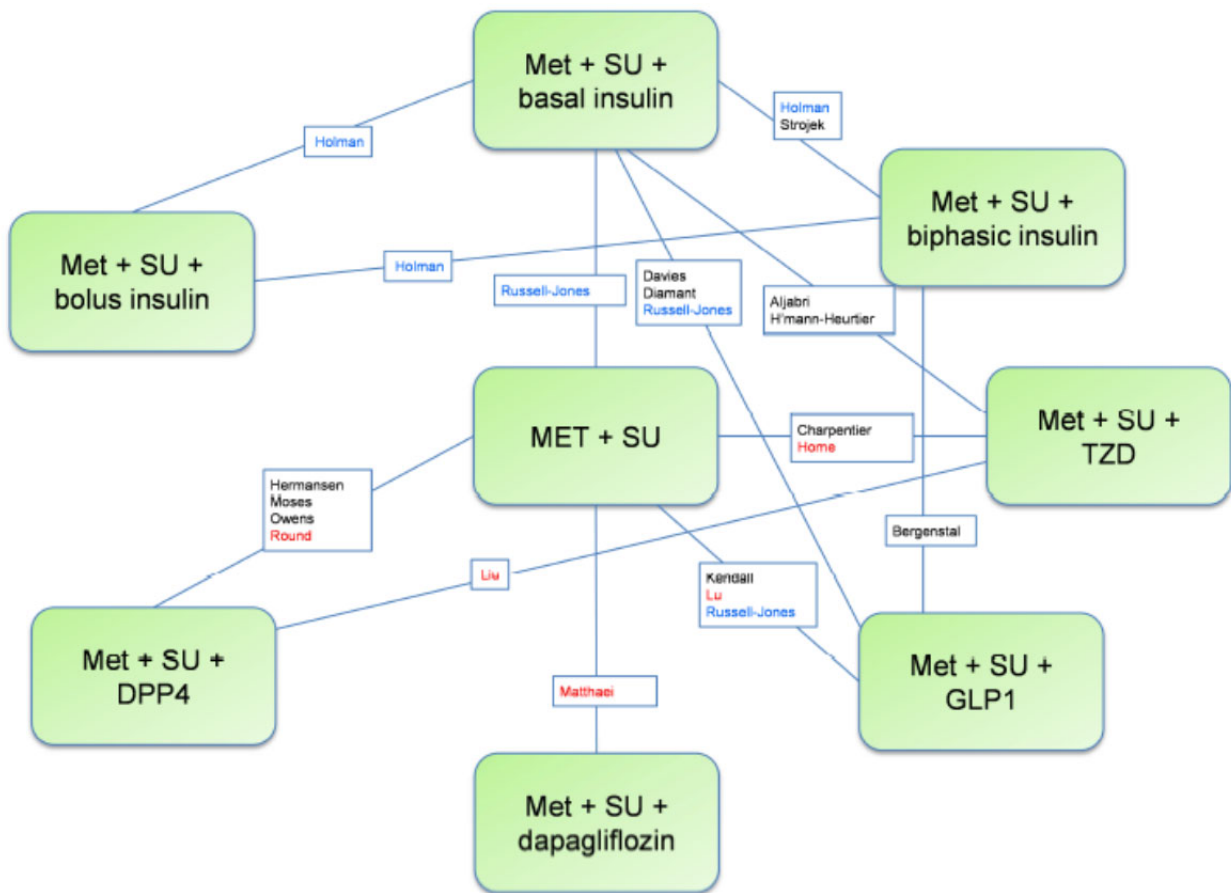 Met + SU +
basal insulin
Holman
Strojek
Holman
Met + SU +
biphasic insulin
Met + SU +
bolus insulin
Holman
Russell-Jones
Davies
Diamant
Russell-Jones
Aljabri
H'mann-Heurtier
MET + SU
Charpentier
Home
Met + SU +
TZD
Hermansen
Moses
Owens
Round
Bergenstal
Liu
Kendall
Lu
Russell-Jones
Met + SU +
DPP4
Met + SU +
GLP1
Matthaei
Met + SU +
dapagliflozin